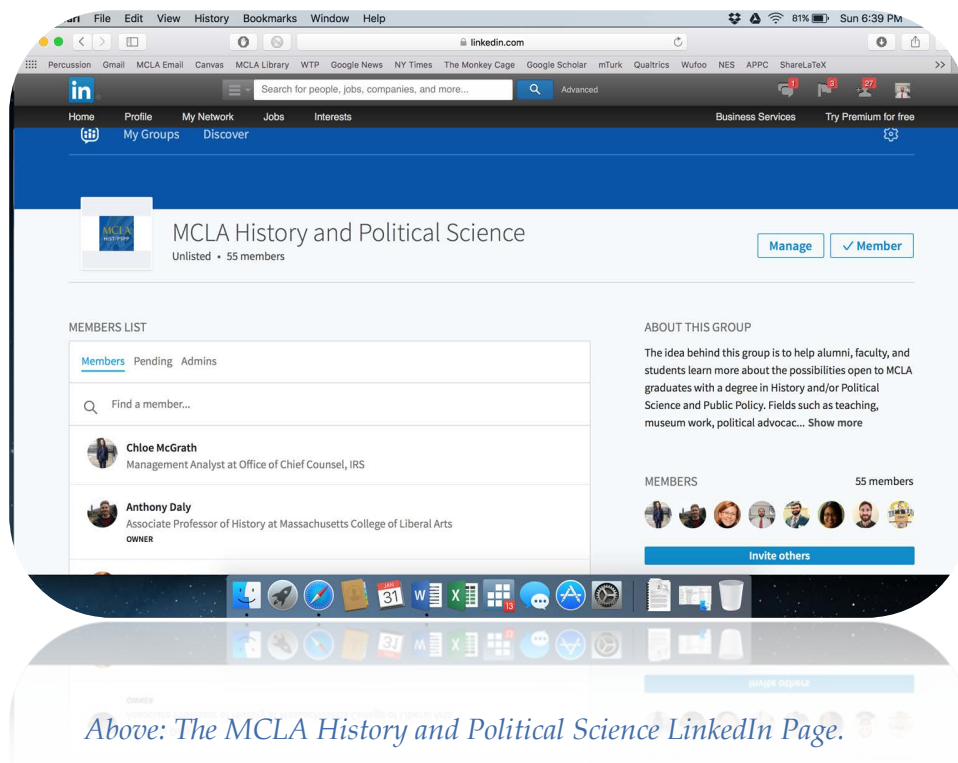 File Edit View History Bookmarks Window Help 81% Sun 6:39 PM
linkedin.com
Percussion Gmail MCLA Email Canvas MCLA Library WTP Google News NY Times The Monkey Cage Google Scholar mTurk Qualtrics Wufoo NES APPC ShareLaTeX >>
in Search for people, jobs, companies, and more... Advanced 1 3 27
Home Profile My Network Jobs Interests Business Services Try Premium for free
My Groups Discover
MCLA
HIST/PSPP
MCLA History and Political Science
Unlisted • 55 members
Manage ✓ Member
MEMBERS LIST
Members Pending Admins
Find a member...
Chloe McGrath
Management Analyst at Office of Chief Counsel, IRS
Anthony Daly
Associate Professor of History at Massachusetts College of Liberal Arts
OWNER
ABOUT THIS GROUP
The idea behind this group is to help alumni, faculty, and
students learn more about the possibilities open to MCLA
graduates with a degree in History and/or Political
Science and Public Policy. Fields such as teaching,
museum work, political advocac... Show more
MEMBERS 55 members
Invite others
JAN
31 13
Above: The MCLA History and Political Science LinkedIn Page.